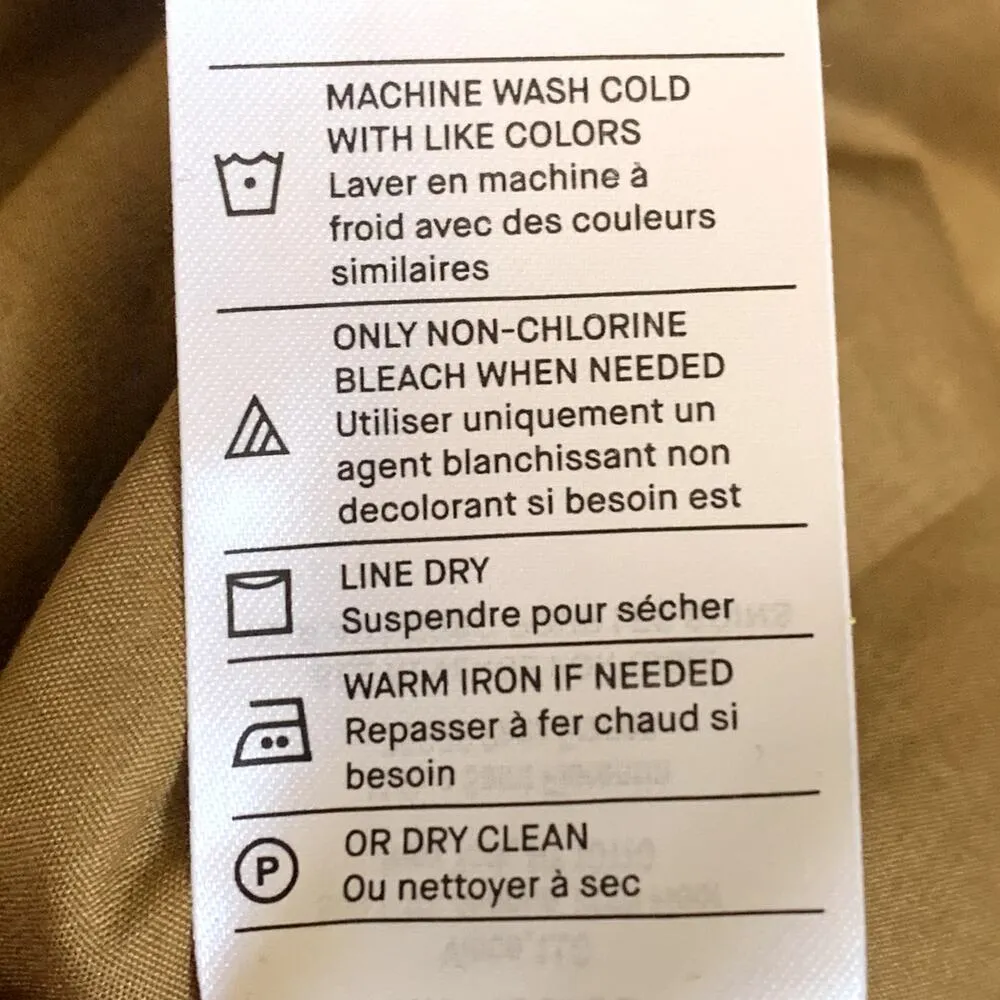 MACHINE WASH COLD
WITH LIKE COLORS
Laver en machine à
froid avec des couleurs
similaires
ONLY NON-CHLORINE
BLEACH WHEN NEEDED
Utiliser uniquement un
agent blanchissant non
decolorant si besoin est
LINE DRY
Suspendre pour sécher
WARM IRON IF NEEDED
Repasser à fer chaud si
besoin
P
OR DRY CLEAN
Ou nettoyer à sec